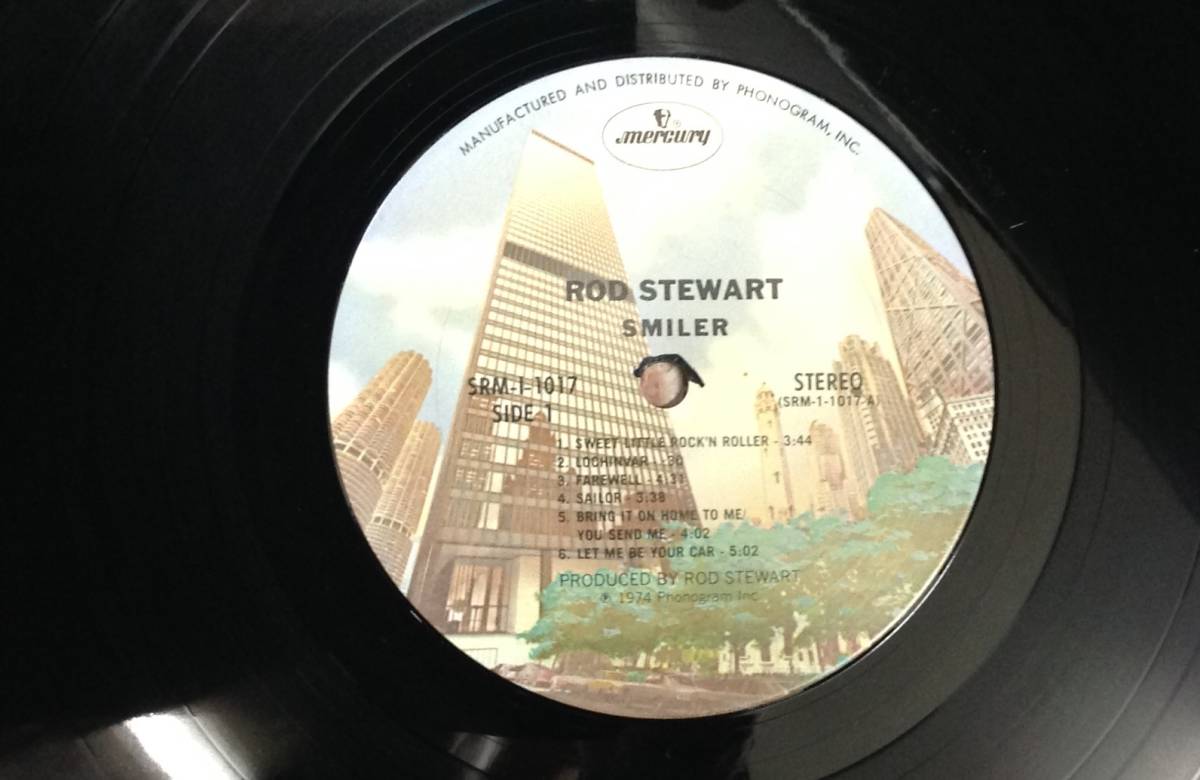 MANUFACTURED AND DISTRIBUTED BY PHONOGRAM, INC.
mercury
®
ROD STEWART
SMILER
SRM-1-1017
SIDE 1
STEREO
(SRM-1-1017-A)
1. SWEET LITTLE ROCK'N ROLLER - 3:44
2. LOCHINVAR - :30
3. FAREWELL - 4:31
4. SAILOR - 3:38
5. BRING IT ON HOME TO ME/
YOU SEND ME - 4:02
6. LET ME BE YOUR CAR - 5:02
PRODUCED BY ROD STEWART
℗ 1974 Phonogram Inc.